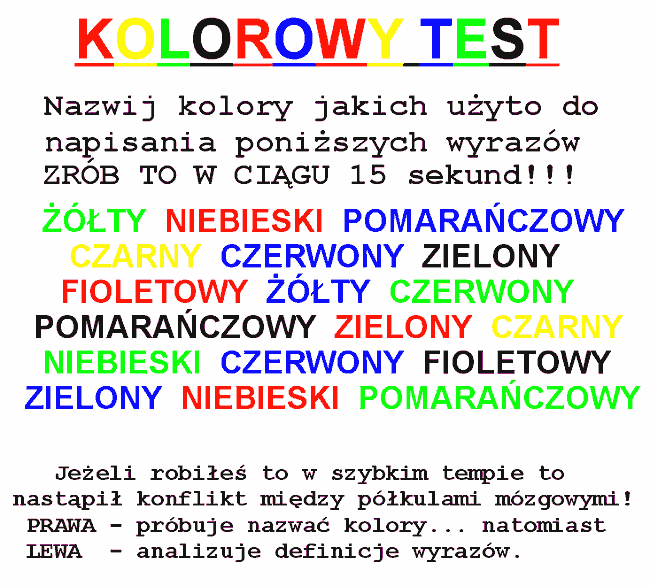 KOLOROWY TEST
Nazwij kolory jakich użyto do
napisania poniższych wyrazów
ZRÓB TO W CIĄGU 15 sekund!!!
ŻÓŁTY NIEBIESKI POMARAŃCZOWY
CZARNY CZERWONY ZIELONY
FIOLETOWY ŻÓŁTY CZERWONY
POMARAŃCZOWY ZIELONY CZARNY
NIEBIESKI CZERWONY FIOLETOWY
ZIELONY NIEBIESKI POMARAŃCZOWY
Jeżeli robiłeś to w szybkim tempie to
nastąpił konflikt między półkulami mózgowymi!
PRAWA – próbuje nazwać kolory... natomiast
LEWA – analizuje definicje wyrazów.